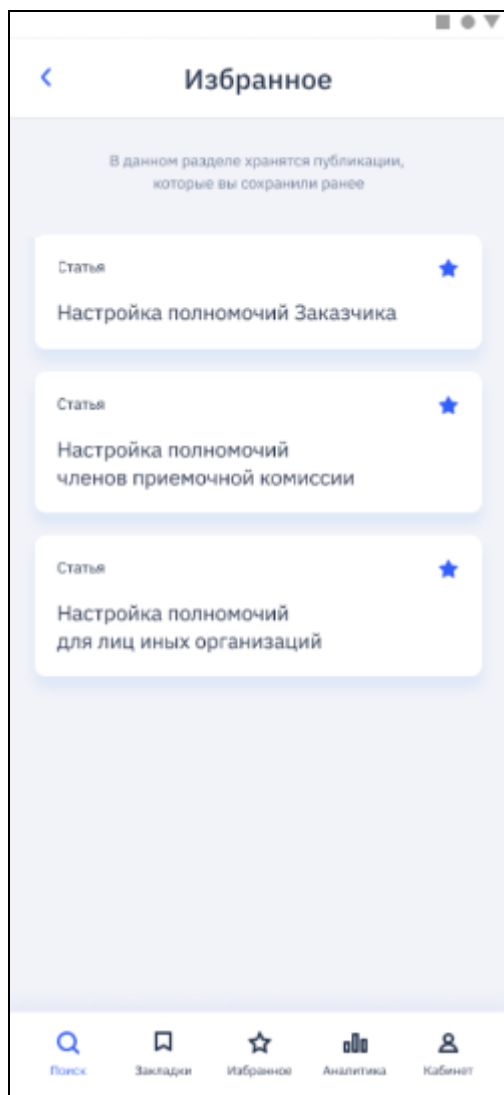 Избранное
В данном разделе хранятся публикации,
которые вы сохранили ранее
Статья
Настройка полномочий Заказчика
Статья
Настройка полномочий
членов приемочной комиссии
Статья
Настройка полномочий
для лиц иных организаций
Поиск
Закладки
Избранное
Аналитика
Кабинет